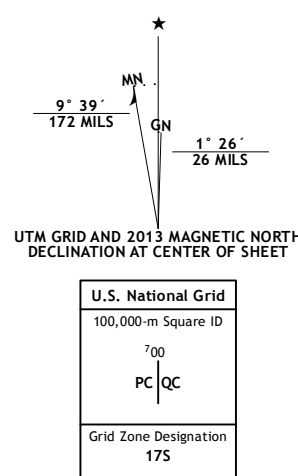 ★
MN
GN
9° 39´
172 MILS
1° 26´
26 MILS
UTM GRID AND 2013 MAGNETIC NORTH
DECLINATION AT CENTER OF SHEET
U.S. National Grid
100,000-m Square ID
⁷00
PC QC
Grid Zone Designation
17S